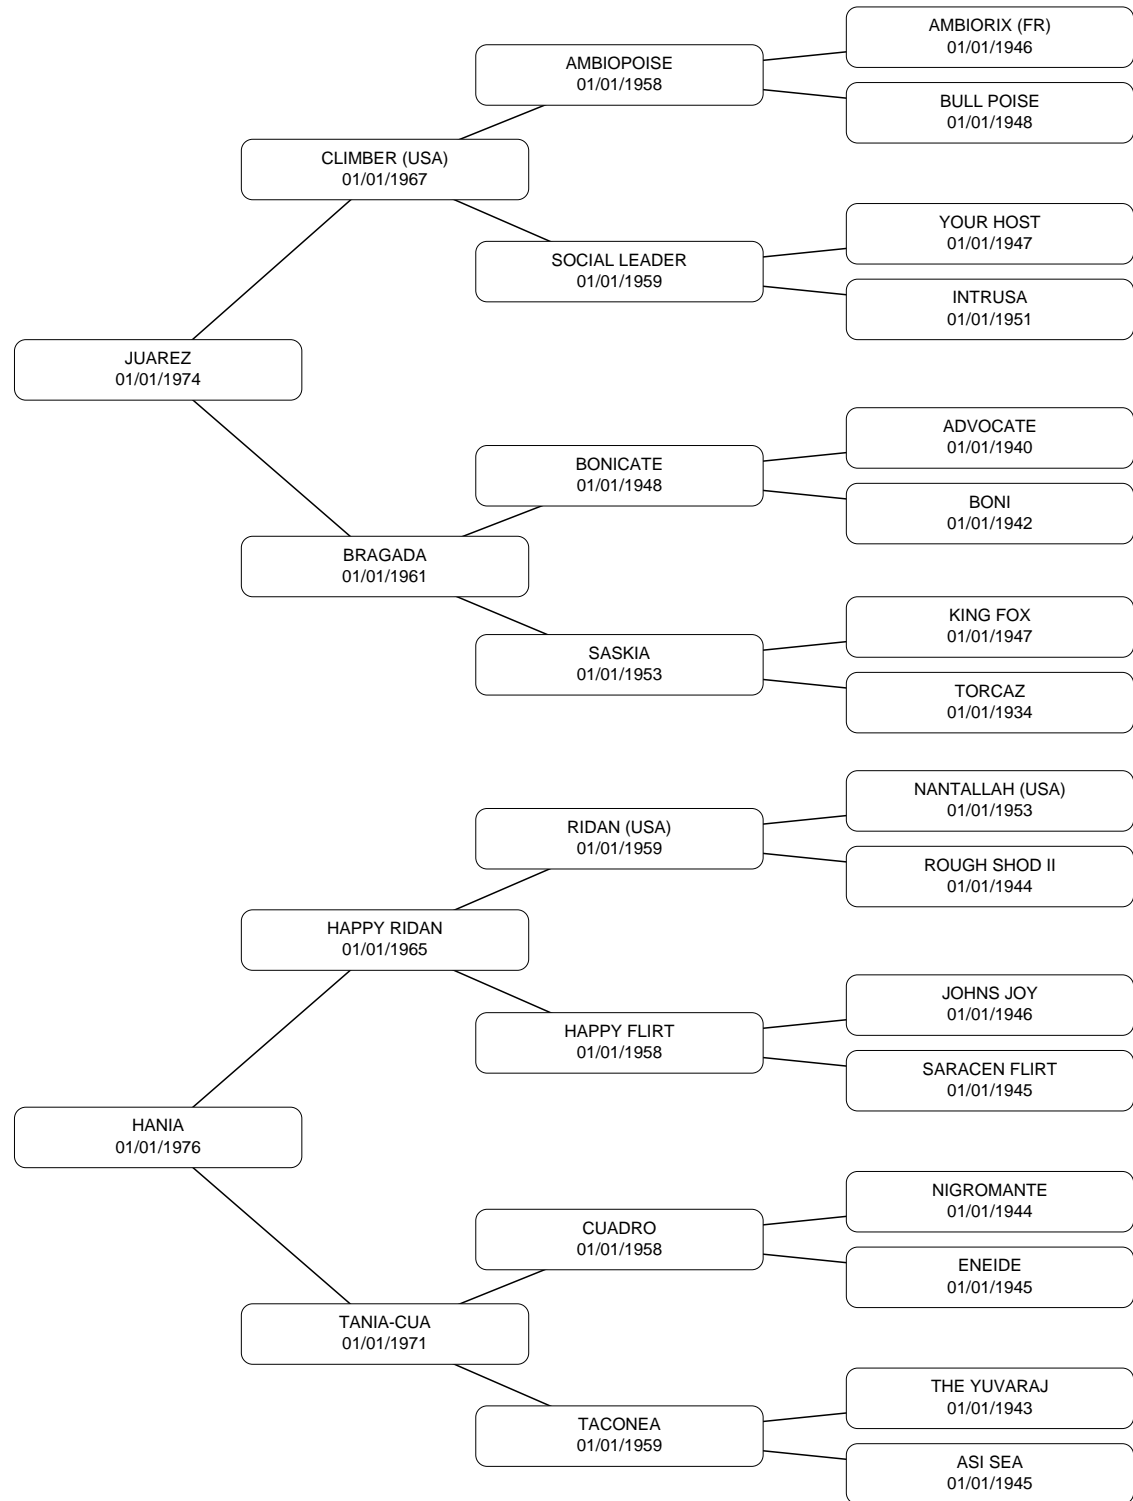 AMBIORIX (FR)
01/01/1946
AMBIOPOISE
01/01/1958
BULL POISE
01/01/1948
CLIMBER (USA)
01/01/1967
YOUR HOST
01/01/1947
SOCIAL LEADER
01/01/1959
INTRUSA
01/01/1951
JUAREZ
01/01/1974
ADVOCATE
01/01/1940
BONICATE
01/01/1948
BONI
01/01/1942
BRAGADA
01/01/1961
KING FOX
01/01/1947
SASKIA
01/01/1953
TORCAZ
01/01/1934
NANTALLAH (USA)
01/01/1953
RIDAN (USA)
01/01/1959
ROUGH SHOD II
01/01/1944
HAPPY RIDAN
01/01/1965
JOHNS JOY
01/01/1946
HAPPY FLIRT
01/01/1958
SARACEN FLIRT
01/01/1945
HANIA
01/01/1976
NIGROMANTE
01/01/1944
CUADRO
01/01/1958
ENEIDE
01/01/1945
TANIA-CUA
01/01/1971
THE YUVARAJ
01/01/1943
TACONEA
01/01/1959
ASI SEA
01/01/1945